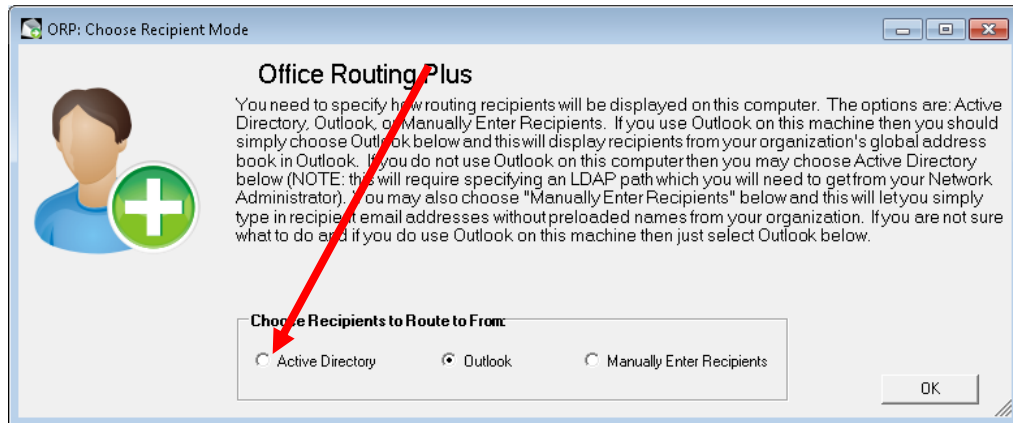 ORP: Choose Recipient Mode
Office Routing Plus
You need to specify how routing recipients will be displayed on this computer. The options are: Active
Directory, Outlook, or Manually Enter Recipients. If you use Outlook on this machine then you should
simply choose Outlook below and this will display recipients from your organization's global address
book in Outlook. If you do not use Outlook on this computer then you may choose Active Directory
below (NOTE: this will require specifying an LDAP path which you will need to get from your Network
Administrator). You may also choose "Manually Enter Recipients" below and this will let you simply
type in recipient email addresses without preloaded names from your organization. If you are not sure
what to do and if you do use Outlook on this machine then just select Outlook below.
Choose Recipients to Route to From:
Active Directory Outlook Manually Enter Recipients
OK